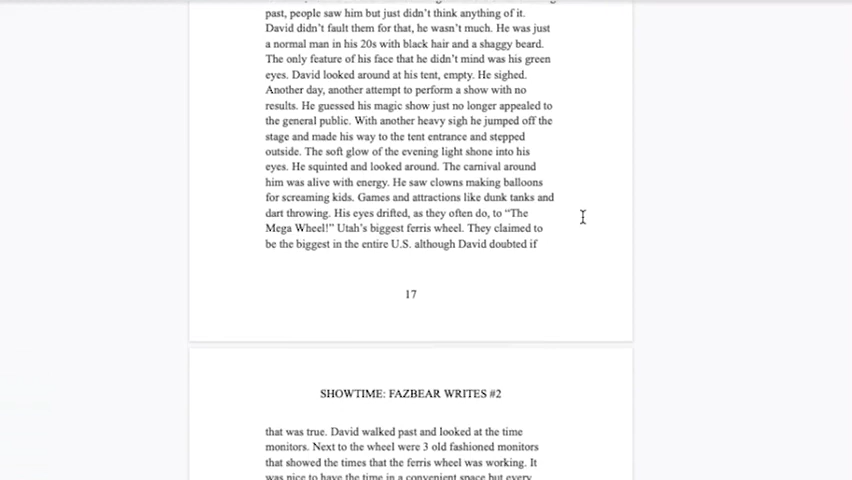 past, people saw him but just didn't think anything of it.
David didn't fault them for that, he wasn't much. He was just
a normal man in his 20s with black hair and a shaggy beard.
The only feature of his face that he didn't mind was his green
eyes. David looked around at his tent, empty. He sighed.
Another day, another attempt to perform a show with no
results. He guessed his magic show just no longer appealed to
the general public. With another heavy sigh he jumped off the
stage and made his way to the tent entrance and stepped
outside. The soft glow of the evening light shone into his
eyes. He squinted and looked around. The carnival around
him was alive with energy. He saw clowns making balloons
for screaming kids. Games and attractions like dunk tanks and
dart throwing. His eyes drifted, as they often do, to “The
Mega Wheel!” Utah's biggest ferris wheel. They claimed to
be the biggest in the entire U.S. although David doubted if
17
SHOWTIME: FAZBEAR WRITES #2
that was true. David walked past and looked at the time
monitors. Next to the wheel were 3 old fashioned monitors
that showed the times that the ferris wheel was working. It
was nice to have the time in a convenient space but every